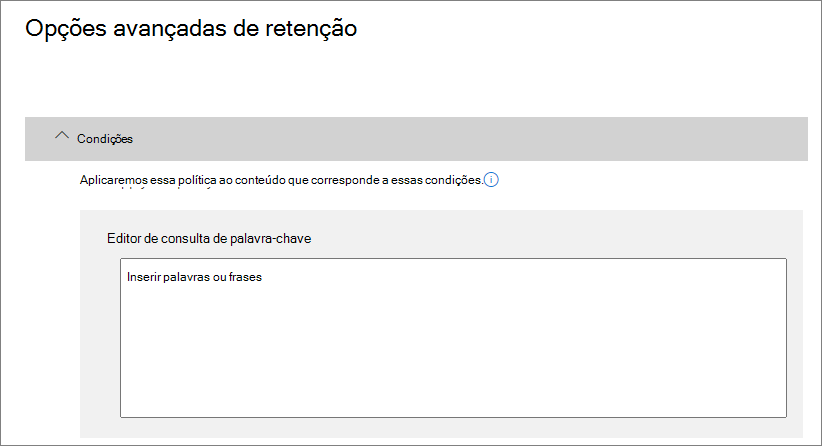 Opções avançadas de retenção
Condições
Aplicaremos essa política ao conteúdo que corresponde a essas condições.
Editor de consulta de palavra-chave
Inserir palavras ou frases